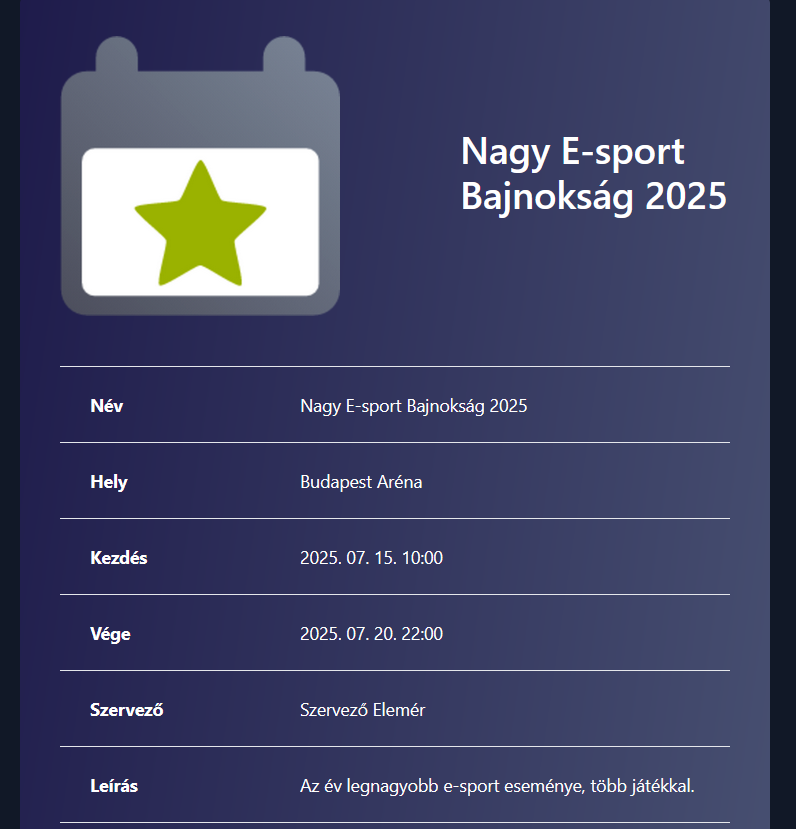 Nagy E-sport
Bajnokság 2025
Név Nagy E-sport Bajnokság 2025
Hely Budapest Aréna
Kezdés 2025. 07. 15. 10:00
Vége 2025. 07. 20. 22:00
Szervező Szervező Elemér
Leírás Az év legnagyobb e-sport eseménye, több játékkal.